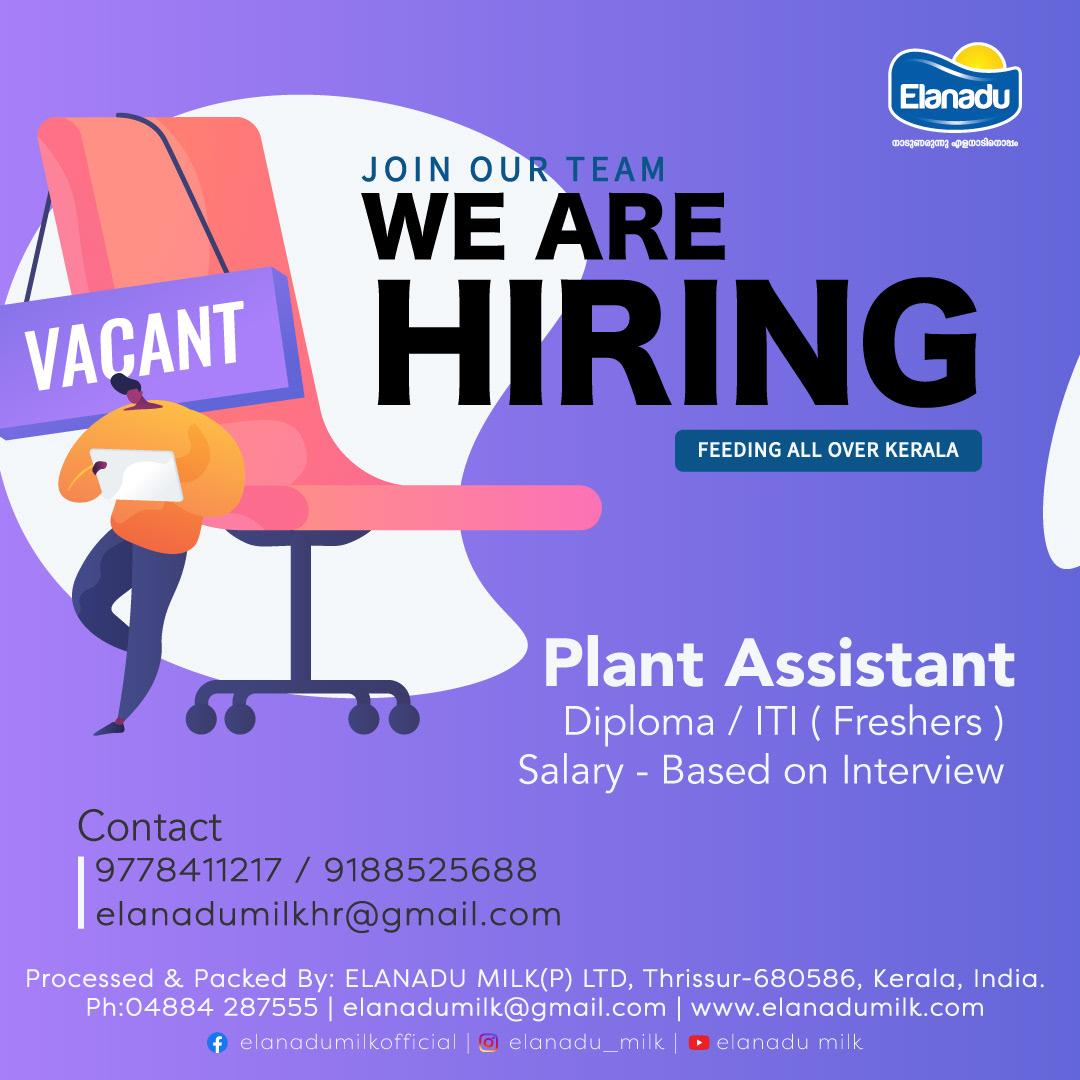 Elanadu
നാടുണരുന്നു എളനാടിനൊപ്പം
JOIN OUR TEAM
WE ARE
HIRING
FEEDING ALL OVER KERALA
VACANT
Plant Assistant
Diploma / ITI ( Freshers )
Salary - Based on Interview
Contact
9778411217 / 9188525688
elanadumilkhr@gmail.com
Processed & Packed By: ELANADU MILK(P) LTD, Thrissur-680586, Kerala, India.
Ph:04884 287555 | elanadumilk@gmail.com | www.elanadumilk.com
elanadumilkofficial | elanadu_milk | elanadu milk